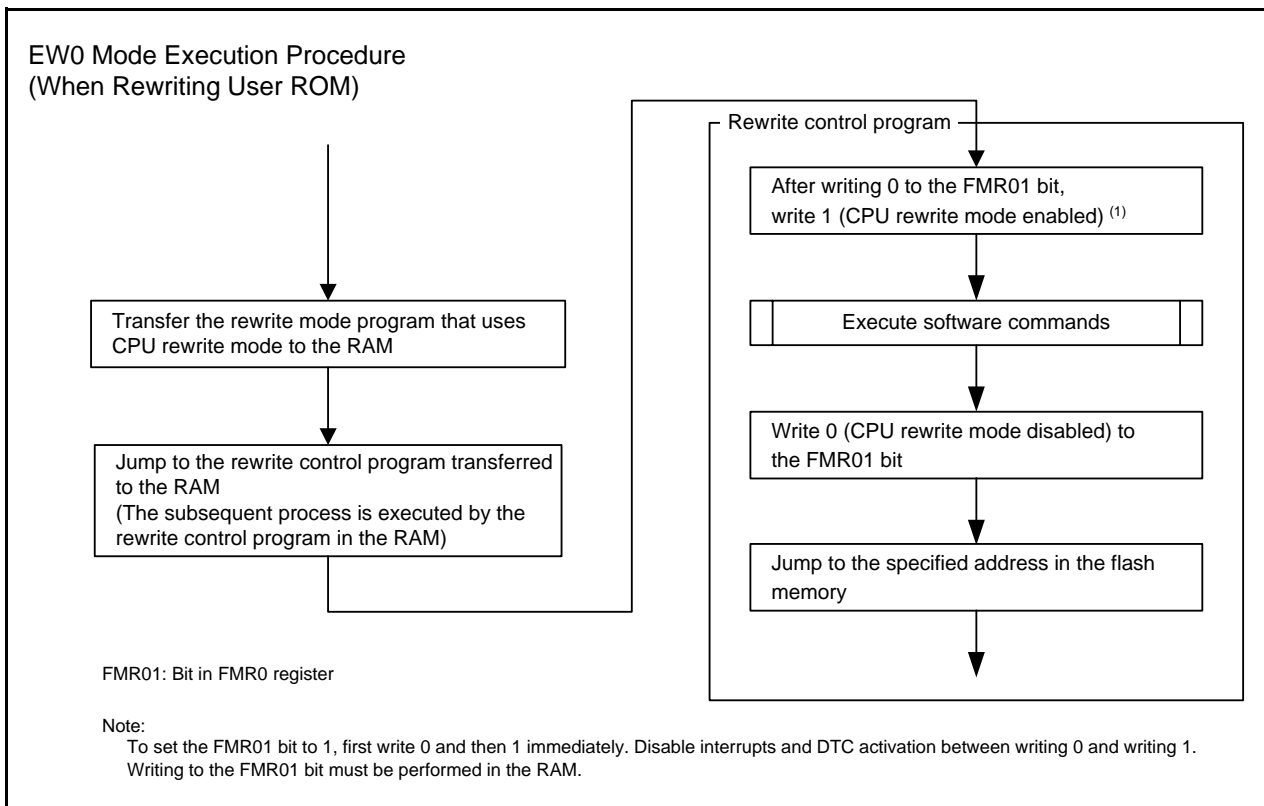 EW0 Mode Execution Procedure
(When Rewriting User ROM)
Transfer the rewrite mode program that uses
CPU rewrite mode to the RAM
Jump to the rewrite control program transferred
to the RAM
(The subsequent process is executed by the
rewrite control program in the RAM)
Rewrite control program
After writing 0 to the FMR01 bit,
write 1 (CPU rewrite mode enabled) (1)
Execute software commands
Write 0 (CPU rewrite mode disabled) to
the FMR01 bit
Jump to the specified address in the flash
memory
FMR01: Bit in FMR0 register
Note:
To set the FMR01 bit to 1, first write 0 and then 1 immediately. Disable interrupts and DTC activation between writing 0 and writing 1.
Writing to the FMR01 bit must be performed in the RAM.